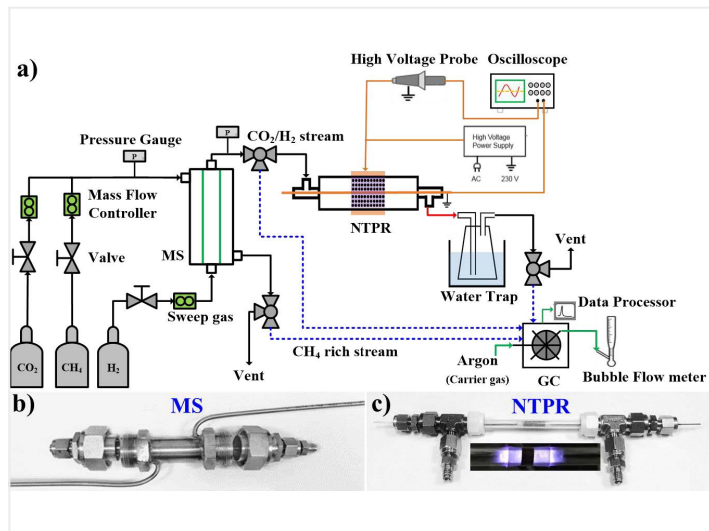 a)
High Voltage Probe
Oscilloscope
Pressure Gauge
P
P
CO₂/H₂ stream
High Voltage
Power Supply
AC
230 V
Mass Flow
Controller
MS
NTPR
Valve
Vent
Water Trap
Sweep gas
Data Processor
CO₂
CH₄
H₂
Vent
CH₄ rich stream
Argon
(Carrier gas)
GC
Bubble Flow meter
b)
MS
c)
NTPR